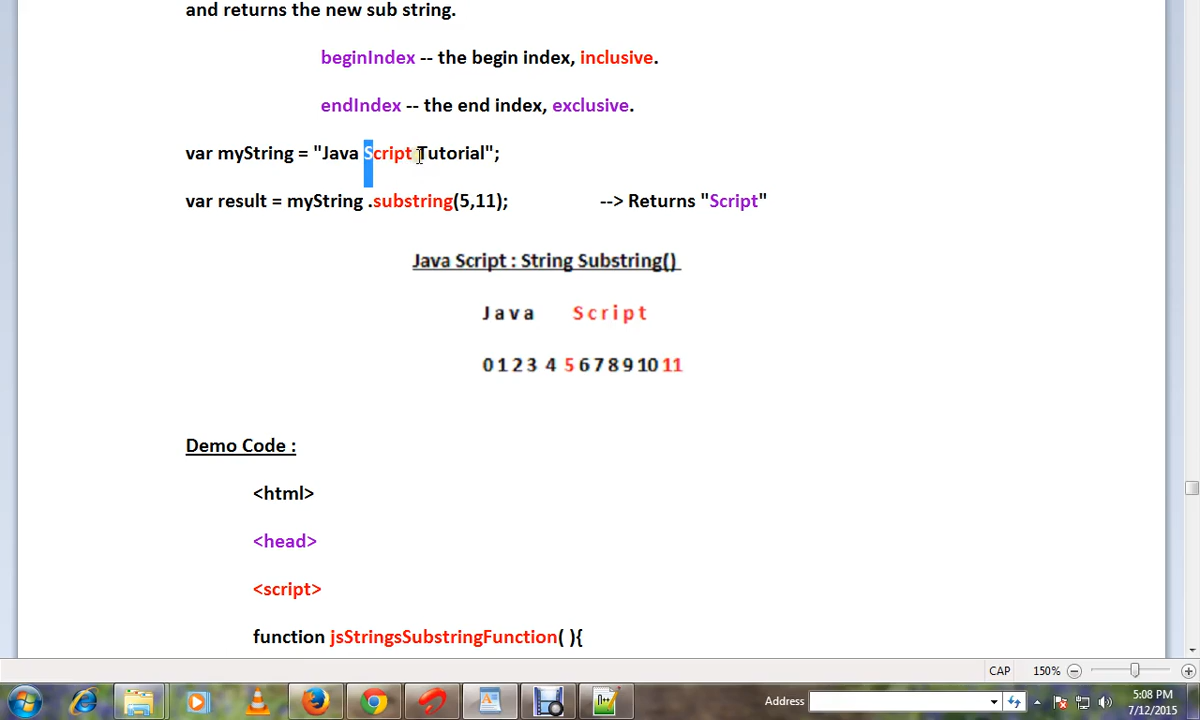 and returns the new sub string.
beginIndex -- the begin index, inclusive.
endIndex -- the end index, exclusive.
var myString = "Java Script Tutorial";
var result = myString .substring(5,11); --> Returns "Script"
Java Script : String Substring()
J a v a S c r i p t
0 1 2 3 4 5 6 7 8 9 10 11
Demo Code :
<html>
<head>
<script>
function jsStringsSubstringFunction( ){
CAP 150%
Address
5:08 PM
7/12/2015